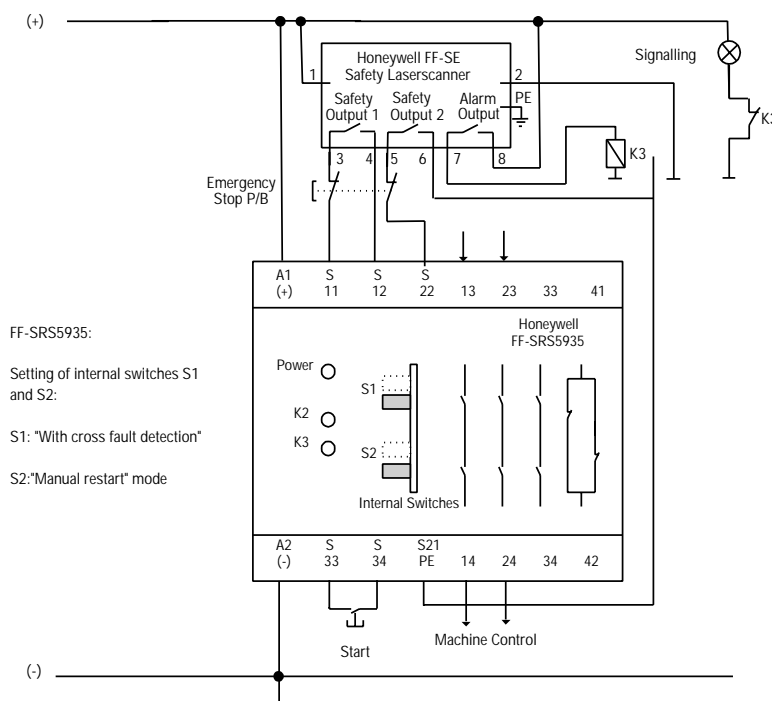 (+)
Honeywell FF-SE
Safety Laserscanner
1
2
Signalling
Safety
Output 1
Safety
Output 2
Alarm
Output
PE
K3
3 4 5 6 7 8
K3
Emergency
Stop P/B
A1
(+)
S
11
S
12
S
22
13 23 33 41
Honeywell
FF-SRS5935
FF-SRS5935:
Setting of internal switches S1
and S2:
S1: "With cross fault detection"
S2:"Manual restart" mode
Power
K2
K3
S1
S2
Internal Switches
A2
(-)
S
33
S
34
S21
PE
14 24 34 42
Start
Machine Control
(-)